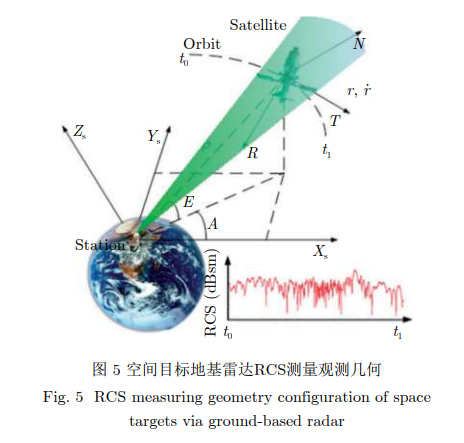 Satellite
Orbit
t₀
N
r, ṙ
T
t₁
R
ρ
Zₛ
Yₛ
E
A
Station
Xₛ
RCS (dBsm)
t₀
t₁
图 5 空间目标地基雷达RCS测量观测几何
Fig. 5 RCS measuring geometry configuration of space
targets via ground-based radar